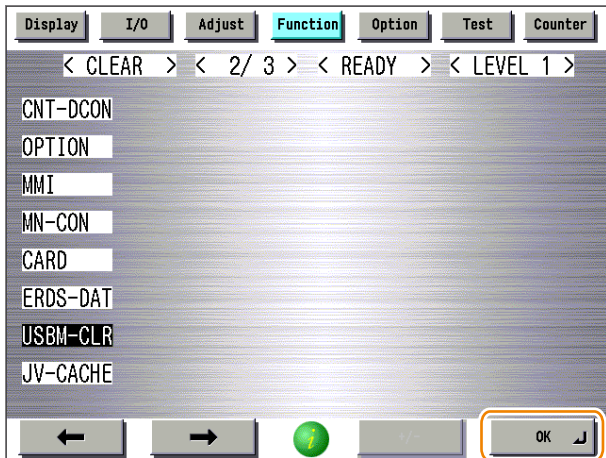 Display I/O Adjust Function Option Test Counter
< CLEAR > < 2/ 3 > < READY > < LEVEL 1 >
CNT-DCON
OPTION
MMI
MN-CON
CARD
ERDS-DAT
USBM-CLR
JV-CACHE
← → i +/- OK ↵